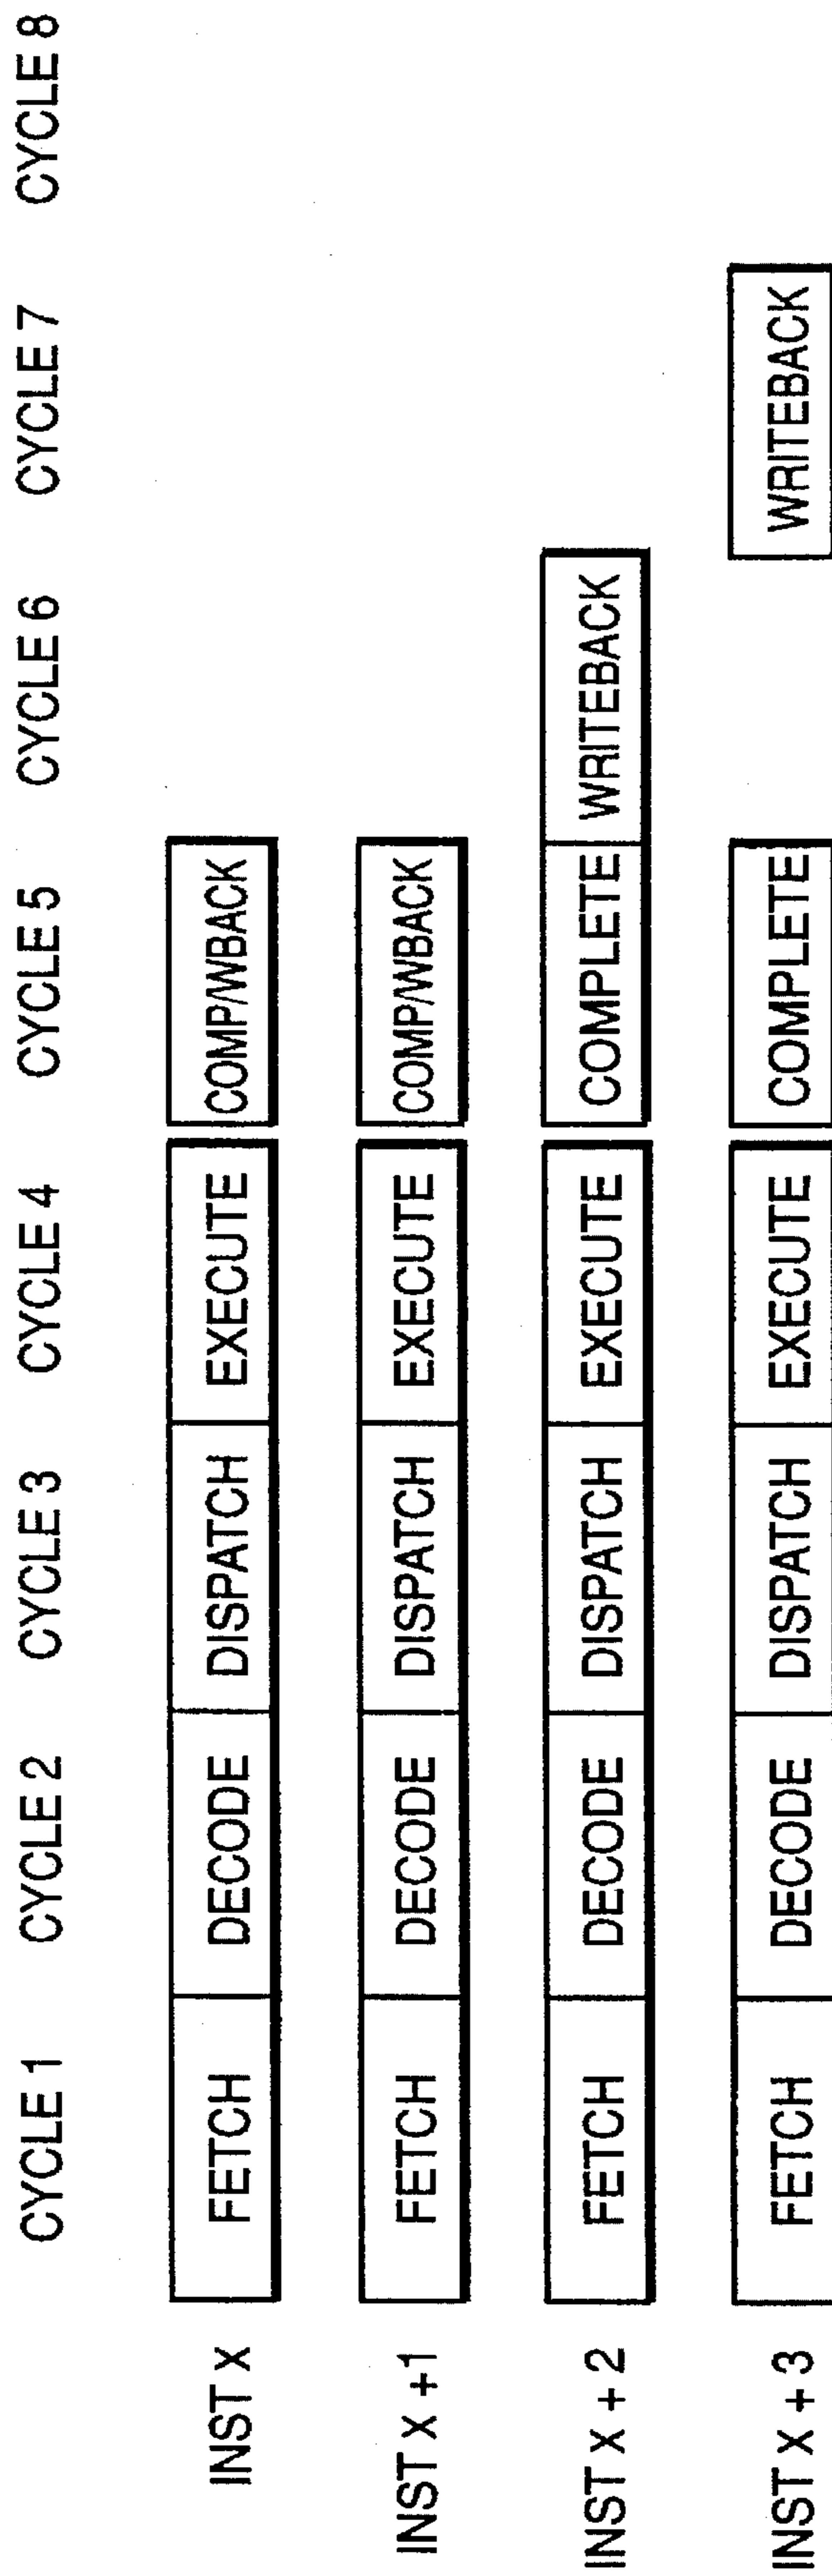 CYCLE 1 CYCLE 2 CYCLE 3 CYCLE 4 CYCLE 5 CYCLE 6 CYCLE 7 CYCLE 8
INST X FETCH DECODE DISPATCH EXECUTE COMP/WBACK
INST X +1 FETCH DECODE DISPATCH EXECUTE COMP/WBACK
INST X + 2 FETCH DECODE DISPATCH EXECUTE COMPLETE WRITEBACK
INST X + 3 FETCH DECODE DISPATCH EXECUTE COMPLETE WRITEBACK